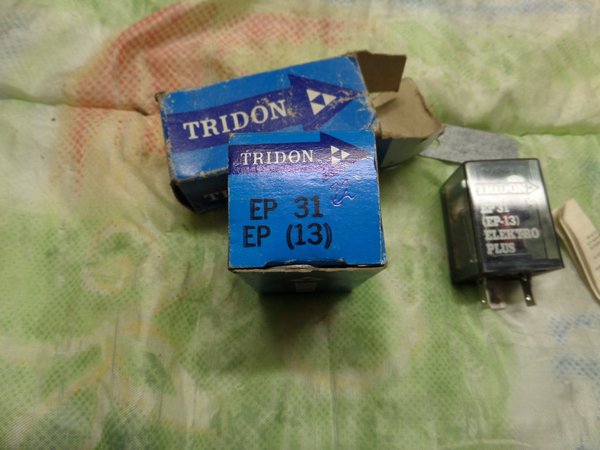 TRIDON
TRIDON
EP 31
EP (13)
TRIDON
EP 31
(EP-13)
ELEKTRO
PLUS